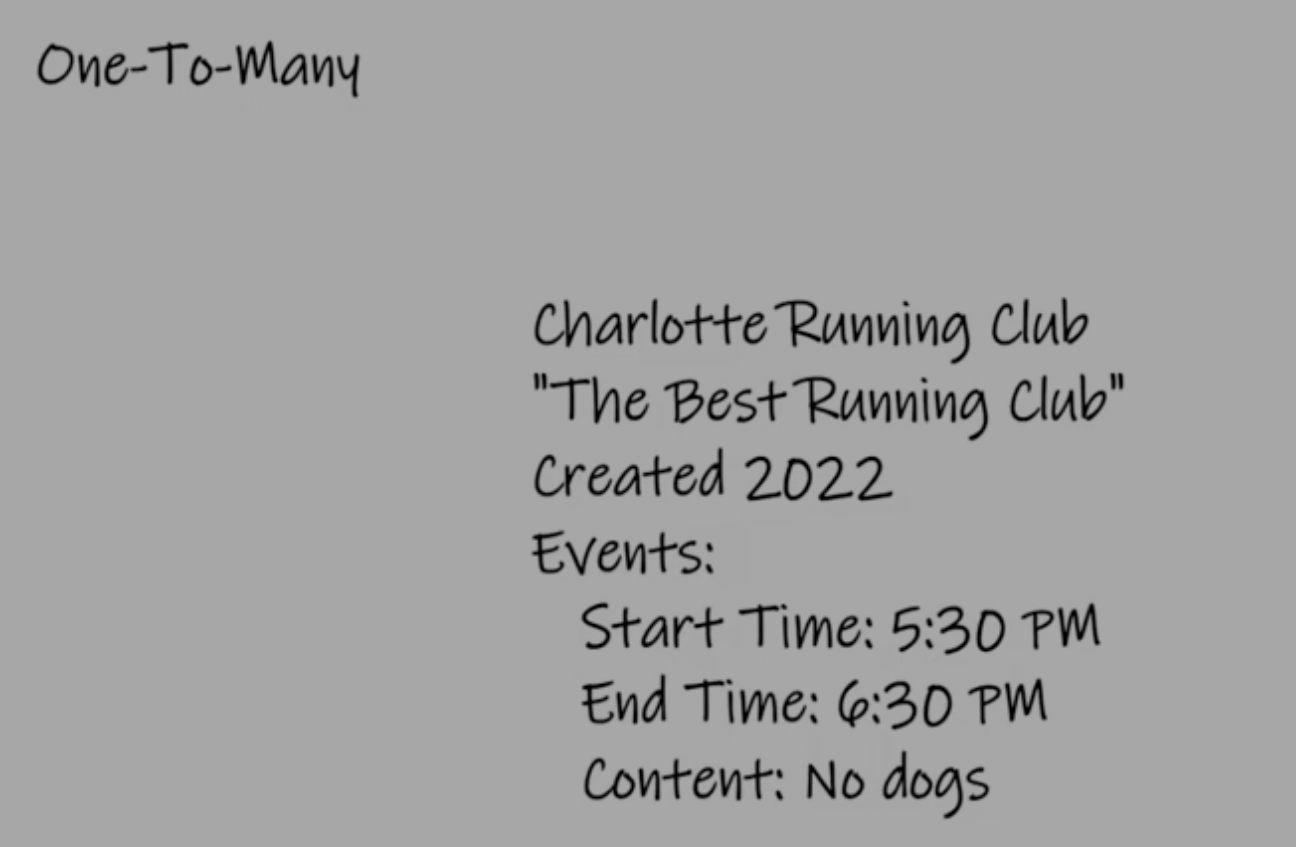 One-To-Many
Charlotte Running Club
"The Best Running Club"
Created 2022
Events:
Start Time: 5:30 PM
End Time: 6:30 PM
Content: No dogs